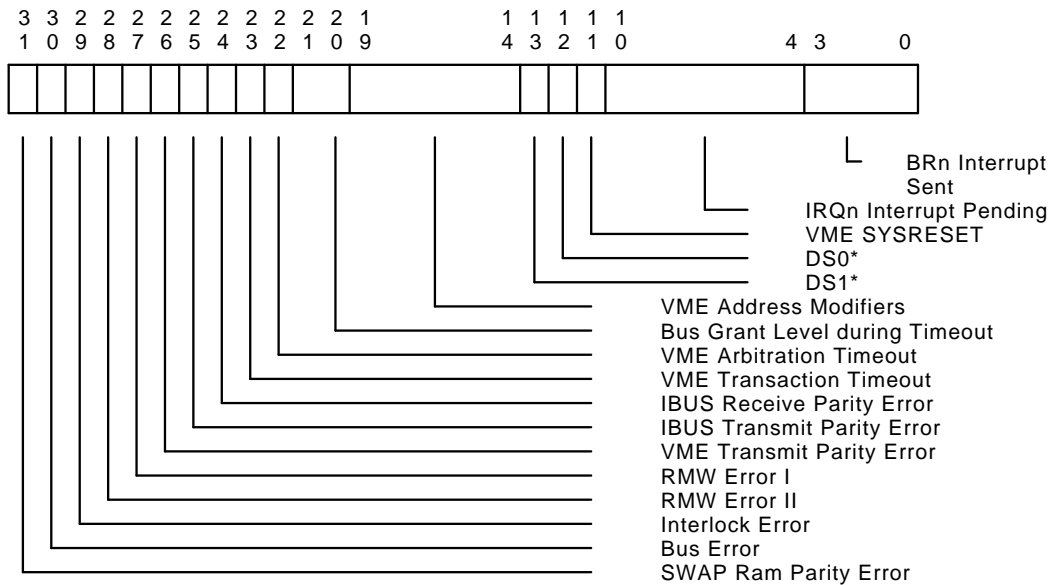 3 3 2 2 2 2 2 2 2 2 2 2 1 1 1 1 1 1
1 0 9 8 7 6 5 4 3 2 1 0 9 4 3 2 1 0 4 3 0
BRn Interrupt
Sent
IRQn Interrupt Pending
VME SYSRESET
DS0*
DS1*
VME Address Modifiers
Bus Grant Level during Timeout
VME Arbitration Timeout
VME Transaction Timeout
IBUS Receive Parity Error
IBUS Transmit Parity Error
VME Transmit Parity Error
RMW Error I
RMW Error II
Interlock Error
Bus Error
SWAP Ram Parity Error